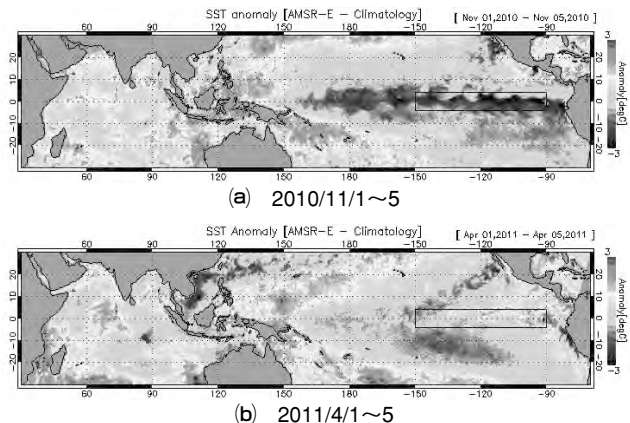 SST anomaly [AMSR-E - Climatology]
[ Nov 01,2010 - Nov 05,2010 ]
20
10
0
-10
-20
60 90 120 150 180 -150 -120 -90
3
Anomaly[degC]
-3
(a) 2010/11/1～5
SST Anomaly [AMSR-E - Climatology]
[ Apr 01,2011 - Apr 05,2011 ]
20
10
0
-10
-20
60 90 120 150 180 -150 -120 -90
3
Anomaly[degC]
-3
(b) 2011/4/1～5